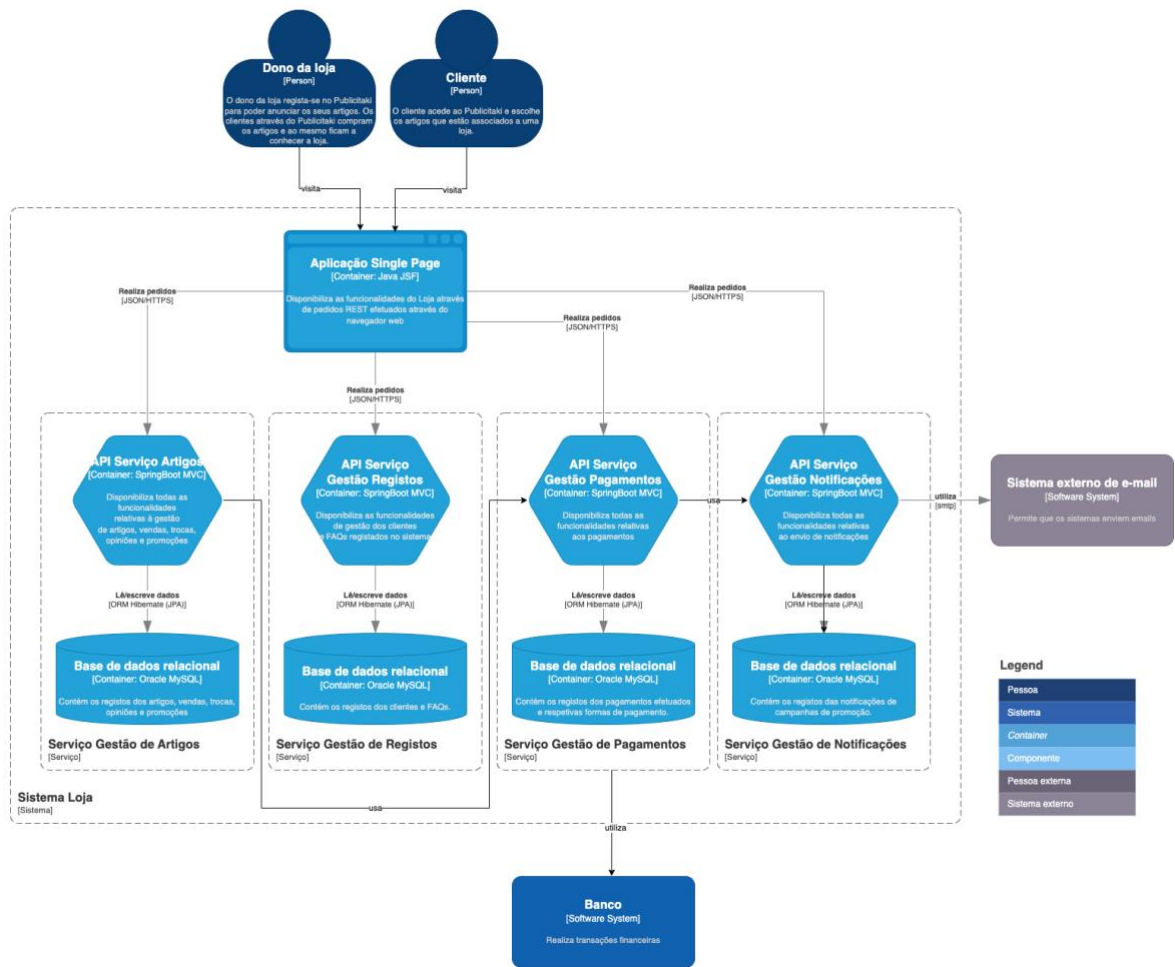 Dono da loja
[Person]
O dono da loja regista-se no Publicitaki
para poder anunciar os seus artigos. Os
clientes através do Publicitaki compram
os artigos e ao mesmo ficam a
conhecer a loja.
Cliente
[Person]
O cliente acede ao Publicitaki e escolhe
os artigos que estão associados a uma
loja.
visita
visita
Aplicação Single Page
[Container: Java JSF]
Disponibiliza as funcionalidades do Loja através
de pedidos REST efetuados através do
navegador web
Realiza pedidos
[JSON/HTTPS]
Realiza pedidos
[JSON/HTTPS]
Realiza pedidos
[JSON/HTTPS]
Realiza pedidos
[JSON/HTTPS]
API Serviço Artigos
[Container: SpringBoot MVC]
Disponibiliza todas as
funcionalidades
relativas à gestão
de artigos, vendas, trocas,
opiniões e promoções
API Serviço
Gestão Registos
[Container: SpringBoot MVC]
Disponibiliza as funcionalidades
de gestão dos clientes
e FAQs registados no sistema
API Serviço
Gestão Pagamentos
[Container: SpringBoot MVC]
Disponibiliza todas as
funcionalidades relativas
aos pagamentos
usa
API Serviço
Gestão Notificações
[Container: SpringBoot MVC]
Disponibiliza todas as
funcionalidades relativas
ao envio de notificações
utiliza
[smtp]
Sistema externo de e-mail
[Software System]
Permite que os sistemas enviem emails
Lê/escreve dados
[ORM Hibernate (JPA)]
Lê/escreve dados
[ORM Hibernate (JPA)]
Lê/escreve dados
[ORM Hibernate (JPA)]
Lê/escreve dados
[ORM Hibernate (JPA)]
Base de dados relacional
[Container: Oracle MySQL]
Contém os registos dos artigos, vendas, trocas,
opiniões e promoções
Base de dados relacional
[Container: Oracle MySQL]
Contém os registos dos clientes e FAQs.
Base de dados relacional
[Container: Oracle MySQL]
Contém os registos dos pagamentos efetuados
e respetivas formas de pagamento.
Base de dados relacional
[Container: Oracle MySQL]
Contém os registos das notificações de
campanhas de promoção.
Serviço Gestão de Artigos
[Serviço]
Serviço Gestão de Registos
[Serviço]
Serviço Gestão de Pagamentos
[Serviço]
Serviço Gestão de Notificações
[Serviço]
Legend
Pessoa
Sistema
Container
Componente
Pessoa externa
Sistema externo
Sistema Loja
[Sistema]
usa
utiliza
Banco
[Software System]
Realiza transações financeiras